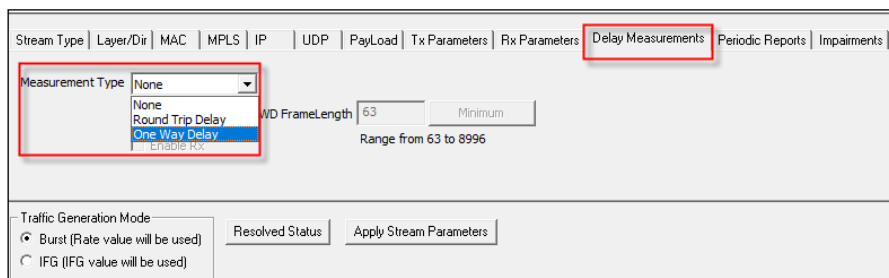 Stream Type Layer/Dir MAC MPLS IP UDP PayLoad Tx Parameters Rx Parameters Delay Measurements Periodic Reports Impairments
Measurement Type None
None
Round Trip Delay
One Way Delay
Enable Rx
WD FrameLength 63 Minimum
Range from 63 to 8996
Traffic Generation Mode
Burst (Rate value will be used)
IFG (IFG value will be used)
Resolved Status Apply Stream Parameters